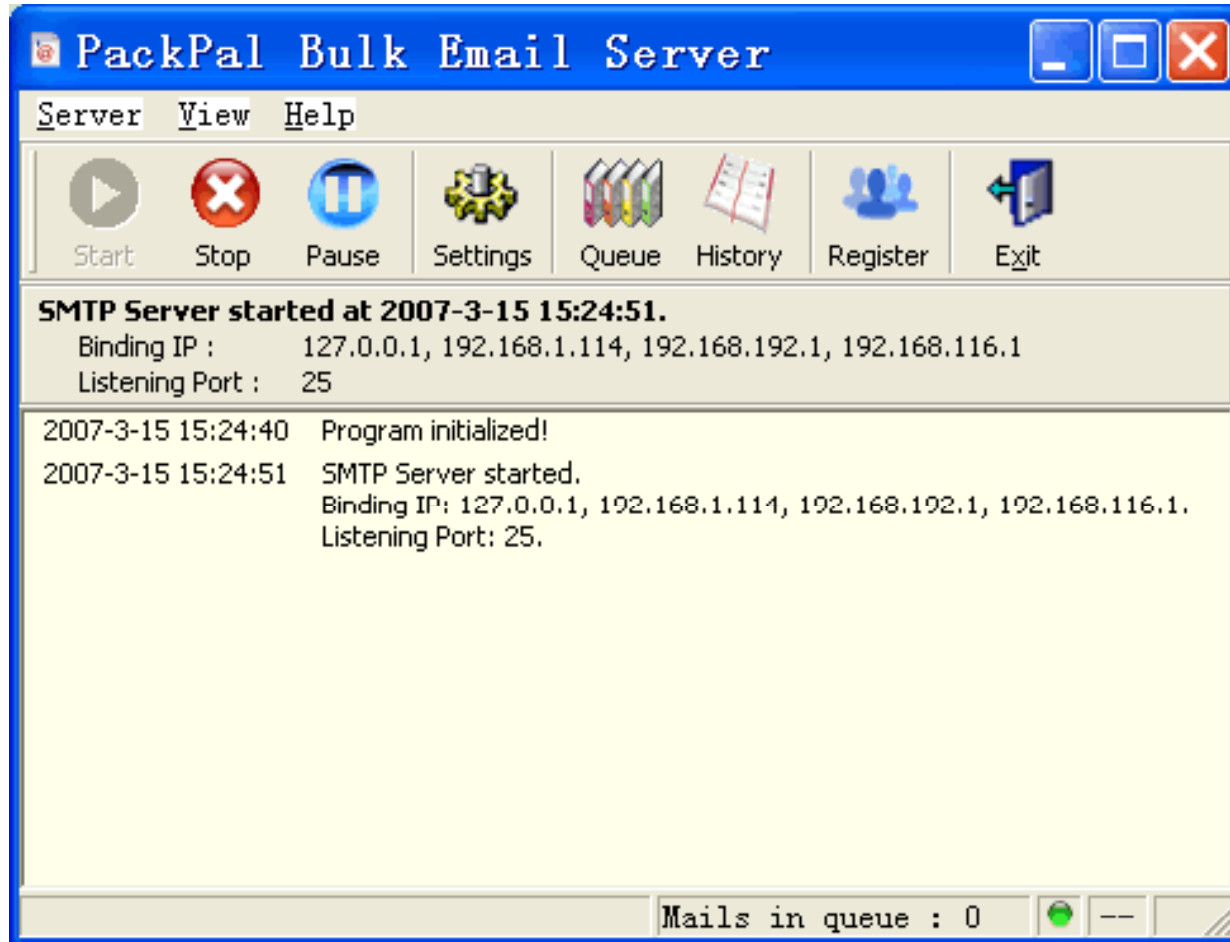 PackPal Bulk Email Server
Server View Help
Start Stop Pause Settings Queue History Register Exit
SMTP Server started at 2007-3-15 15:24:51.
Binding IP : 127.0.0.1, 192.168.1.114, 192.168.192.1, 192.168.116.1
Listening Port : 25
2007-3-15 15:24:40 Program initialized!
2007-3-15 15:24:51 SMTP Server started.
Binding IP: 127.0.0.1, 192.168.1.114, 192.168.192.1, 192.168.116.1.
Listening Port: 25.
Mails in queue : 0 --